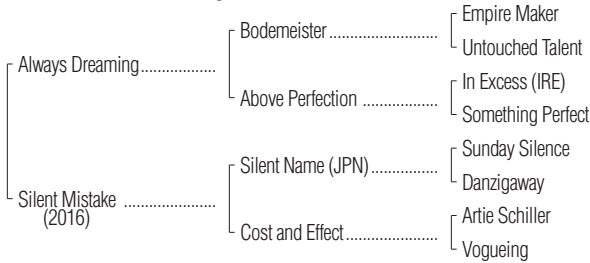 Empire Maker
Bodemeister
Untouched Talent
Always Dreaming
In Excess (IRE)
Above Perfection
Something Perfect
Sunday Silence
Silent Name (JPN)
Danzigaway
Silent Mistake
(2016)
Artie Schiller
Cost and Effect
Vogueing